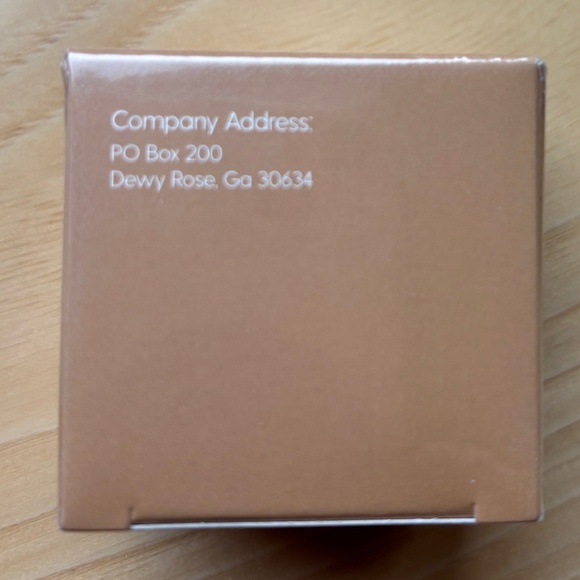 Company Address:
PO Box 200
Dewy Rose, Ga 30634